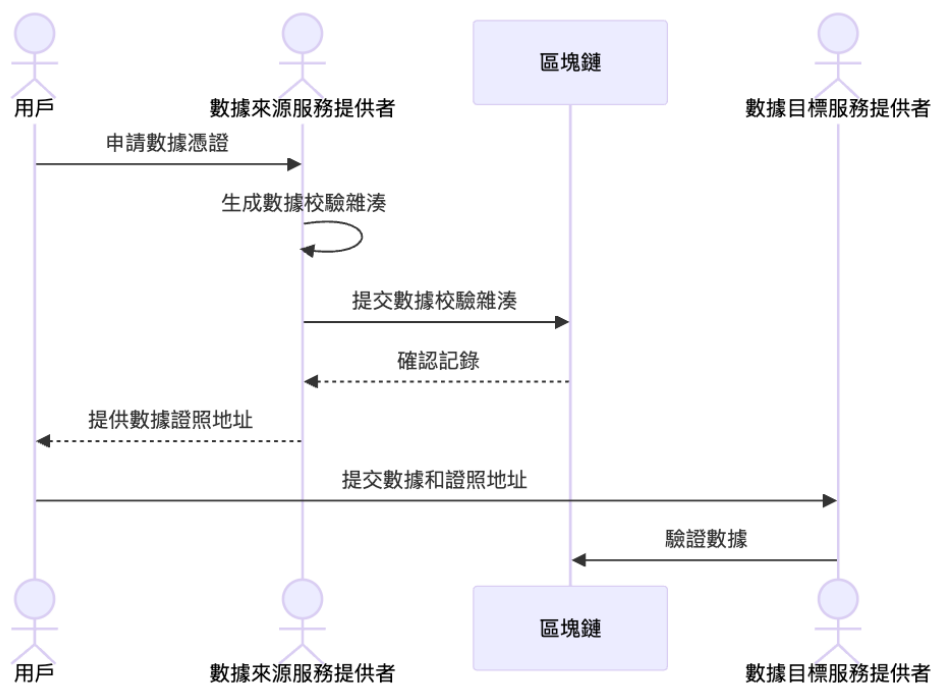 用戶
數據來源服務提供者
區塊鏈
數據目標服務提供者
申請數據憑證
生成數據校驗雜湊
提交數據校驗雜湊
確認記錄
提供數據證照地址
提交數據和證照地址
驗證數據
用戶
數據來源服務提供者
區塊鏈
數據目標服務提供者